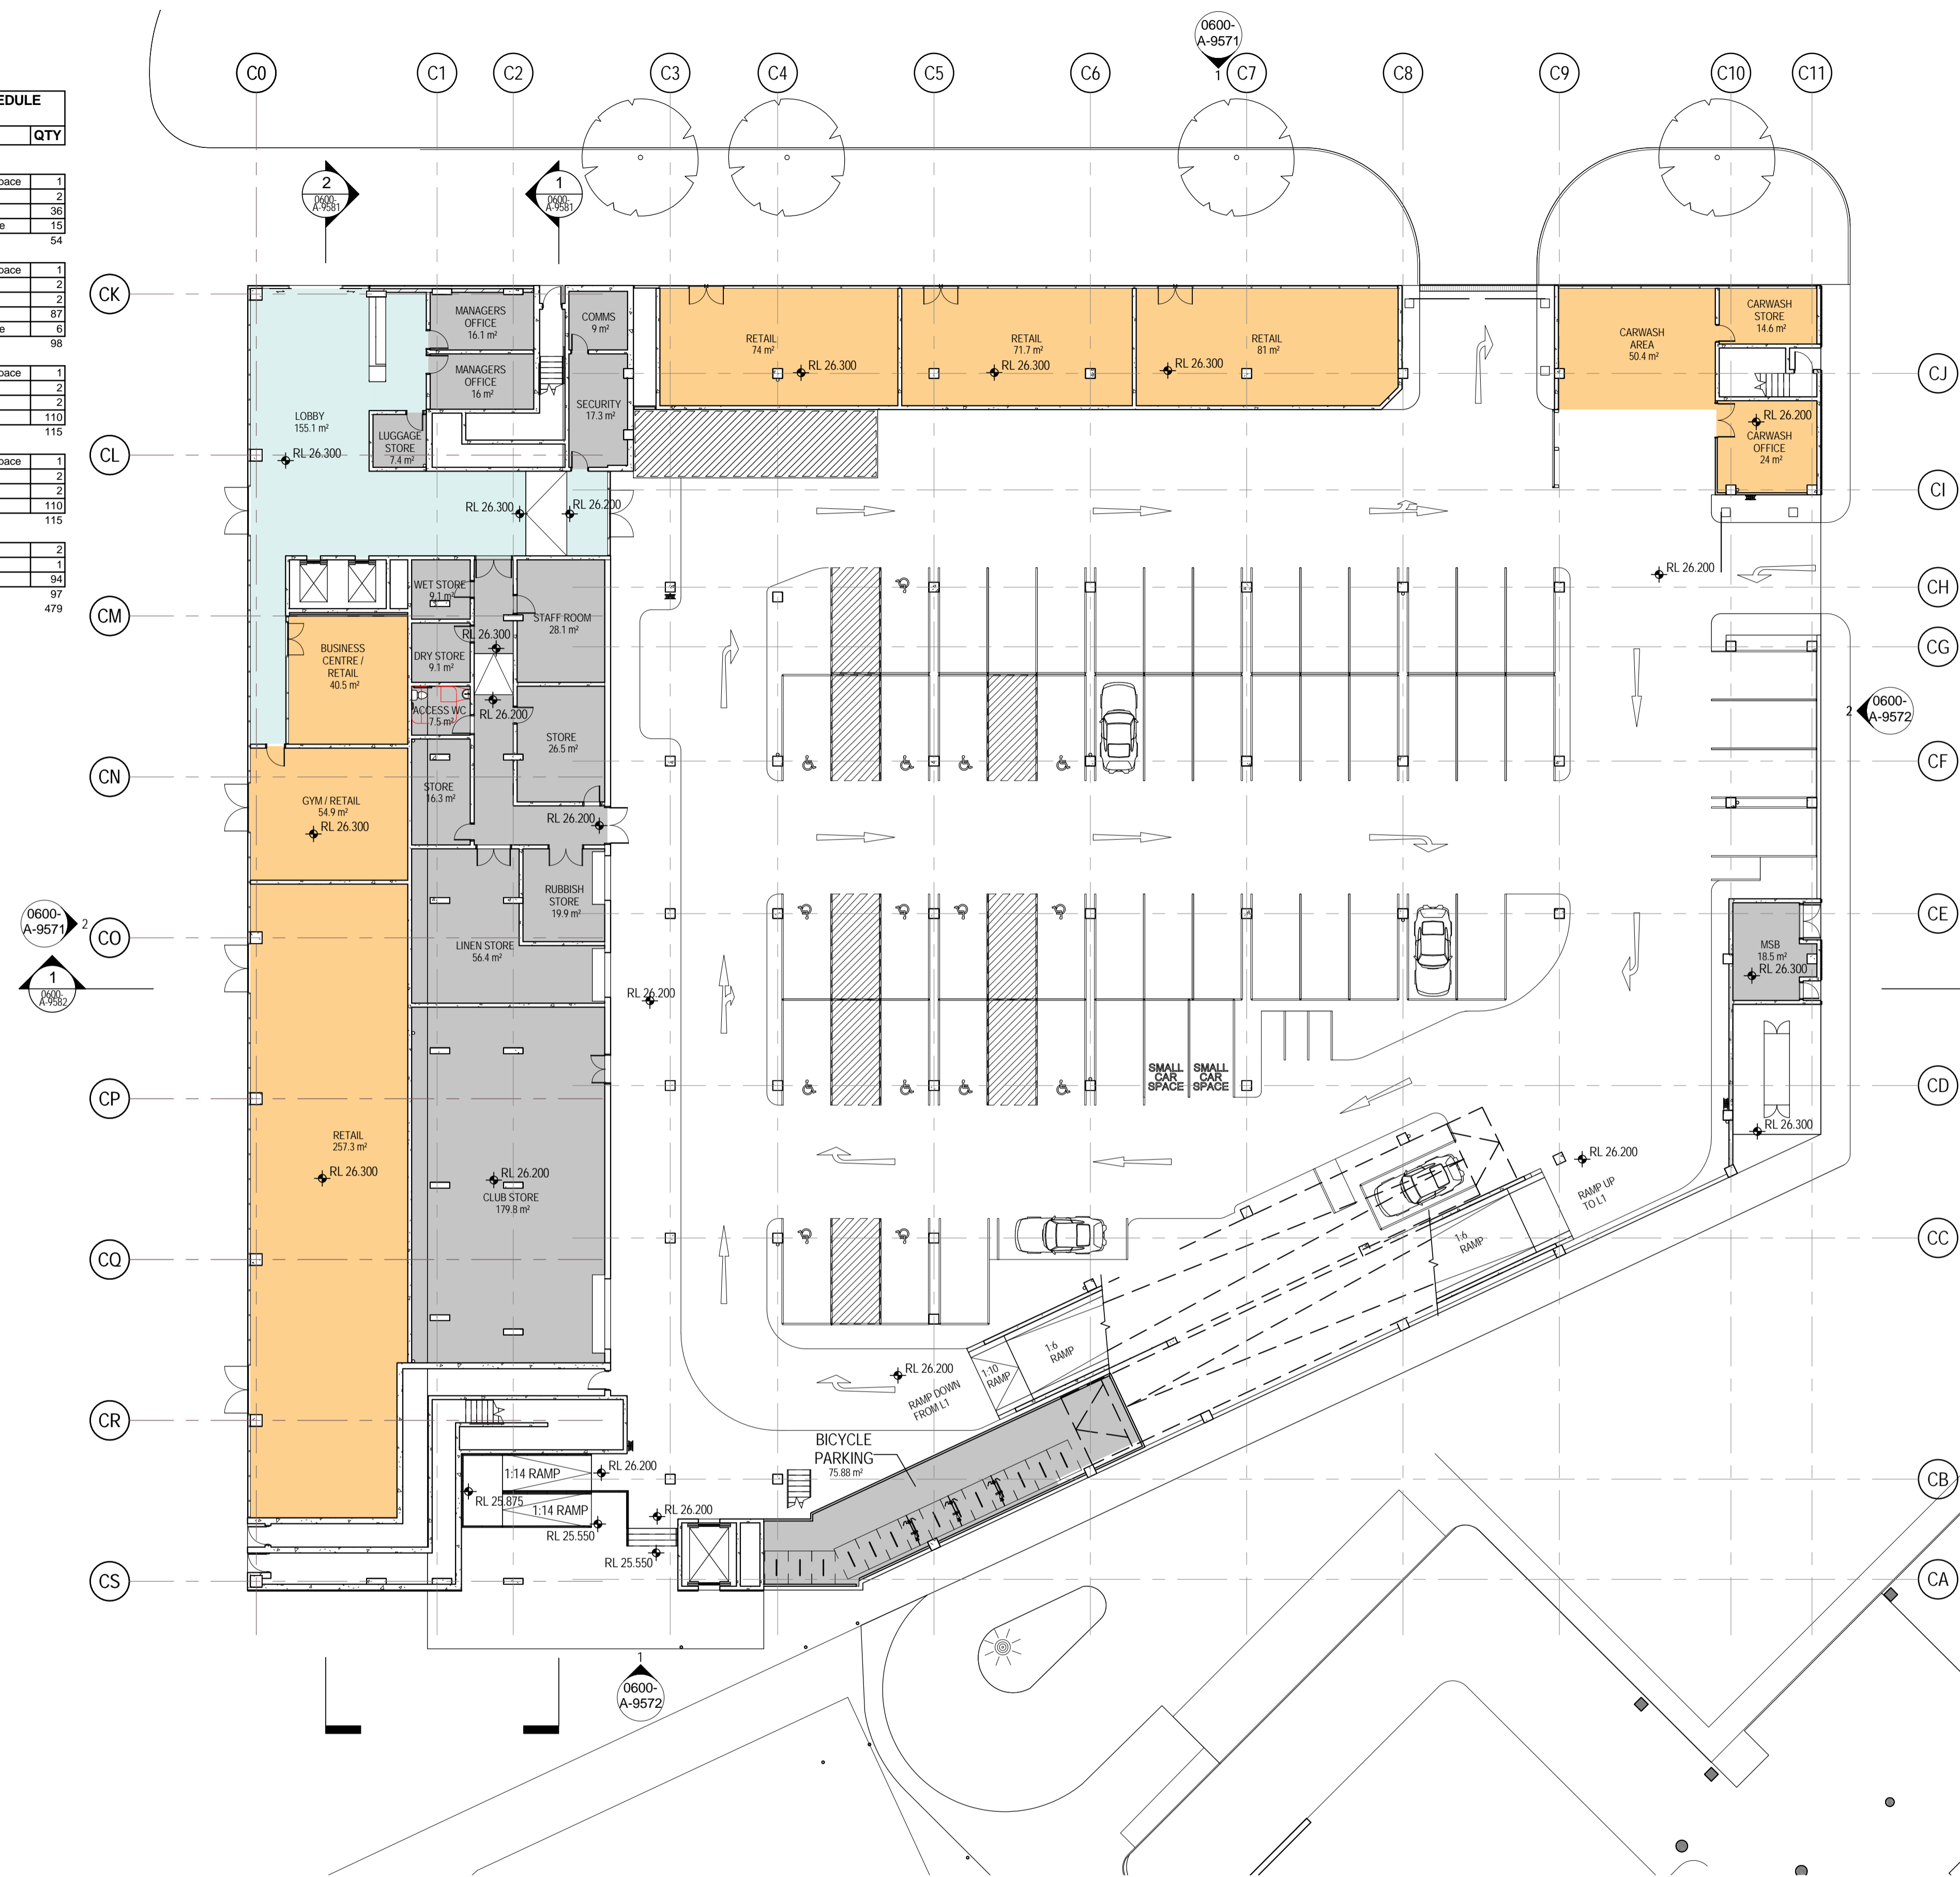 0600-
A-9571
1
C0
C1
C2
C3
C4
C5
C6
C7
C8
C9
C10
C11
EDULE
QTY
pace 1
2
36
e 15
54
pace 1
2
2
87
e 6
98
pace 1
2
2
110
115
pace 1
2
2
110
115
2
1
94
97
479
2
0600-
A-9581
1
0600-
A-9581
CK
CL
CM
CN
CO
CP
CQ
CR
CS
CJ
CI
CH
CG
CF
CE
CD
CC
CB
CA
MANAGERS
OFFICE
16.1 m²
MANAGERS
OFFICE
16 m²
COMMS
9 m²
SECURITY
17.3 m²
LUGGAGE
STORE
7.4 m²
LOBBY
155.1 m²
RL 26.300
RL 26.300
RL 26.200
RETAIL
74 m²
RL 26.300
RETAIL
71.7 m²
RL 26.300
RETAIL
81 m²
RL 26.300
CARWASH
AREA
50.4 m²
CARWASH
STORE
14.6 m²
RL 26.200
CARWASH
OFFICE
24 m²
RL 26.200
WET STORE
9.1 m²
STAFF ROOM
28.1 m²
RL 26.300
DRY STORE
9.1 m²
BUSINESS
CENTRE /
RETAIL
40.5 m²
ACCESS WC
7.5 m²
RL 26.200
STORE
26.5 m²
STORE
16.3 m²
RL 26.200
GYM / RETAIL
54.9 m²
RL 26.300
RUBBISH
STORE
19.9 m²
LINEN STORE
56.4 m²
0600-
A-9571
2
1
0600-
A-9582
2
0600-
A-9572
RL 26.200
MSB
18.5 m²
RL 26.300
RL 26.300
SMALL
CAR
SPACE
SMALL
CAR
SPACE
RETAIL
257.3 m²
RL 26.300
RL 26.200
CLUB STORE
179.8 m²
RL 26.200
RAMP UP
TO L1
1:6
RAMP
1:6
RAMP
1:10
RAMP
RAMP DOWN
FROM L1
RL 26.200
BICYCLE
PARKING
75.88 m²
1:14 RAMP
RL 26.200
RL 25.875
1:14 RAMP
RL 25.550
RL 26.200
RL 25.550
1
0600-
A-9572